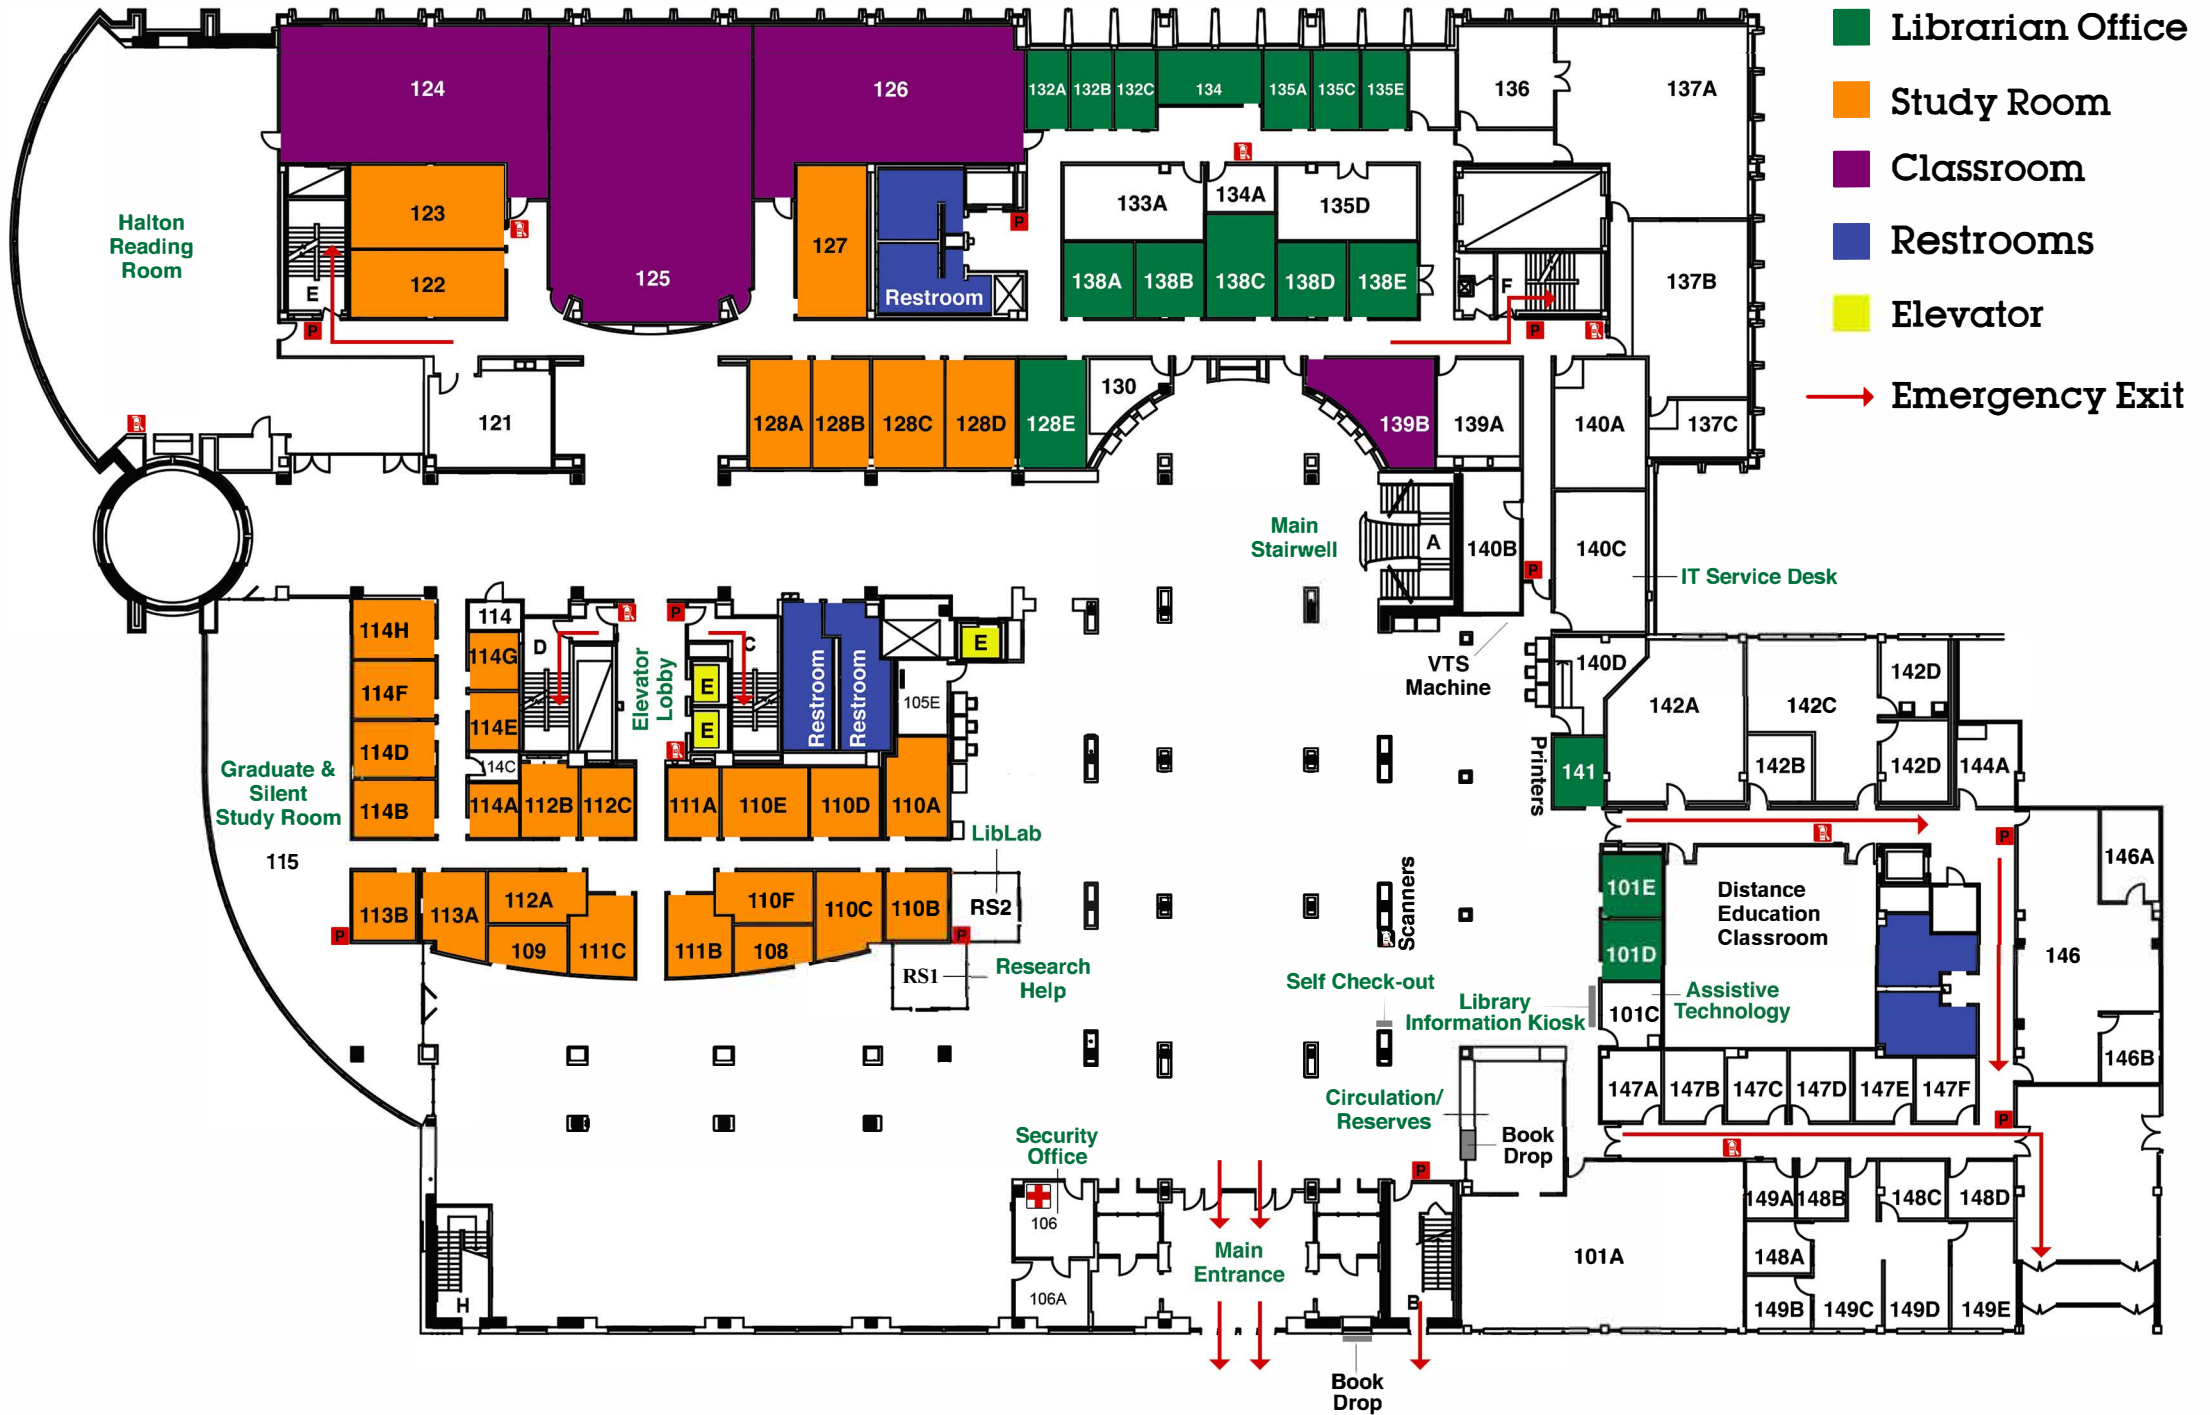 Librarian Office
Study Room
Classroom
Restrooms
Elevator
Emergency Exit
124
126
132A
132B
132C
134
135A
135C
135E
136
137A
Halton
Reading
Room
123
122
125
127
Restroom
P
133A
134A
135D
138A
138B
138C
138D
138E
137B
E
P
F
P
121
128A
128B
128C
128D
128E
130
139B
139A
140A
137C
Main
Stairwell
A
140B
P
140C
IT Service Desk
114H
114F
114D
114B
114
114G
114E
114C
114A
D
Elevator
Lobby
P
C
E
E
Restroom
Restroom
E
105E
VTS
Machine
140D
142A
142C
142D
142B
142D
144A
Printers
141
Graduate &
Silent
Study Room
115
112B
112C
111A
110E
110D
110A
LibLab
P
146A
113B
113A
112A
109
111C
111B
110F
108
110C
110B
RS2
P
P
RS1
Research
Help
Scanners
Self Check-out
Library
Information Kiosk
101E
101D
101C
Distance
Education
Classroom
Assistive
Technology
146
146B
147A
147B
147C
147D
147E
147F
P
Circulation/
Reserves
Book
Drop
Security
Office
106
106A
Main
Entrance
P
B
H
101A
149A
148B
148C
148D
148A
149B
149C
149D
149E
Book
Drop